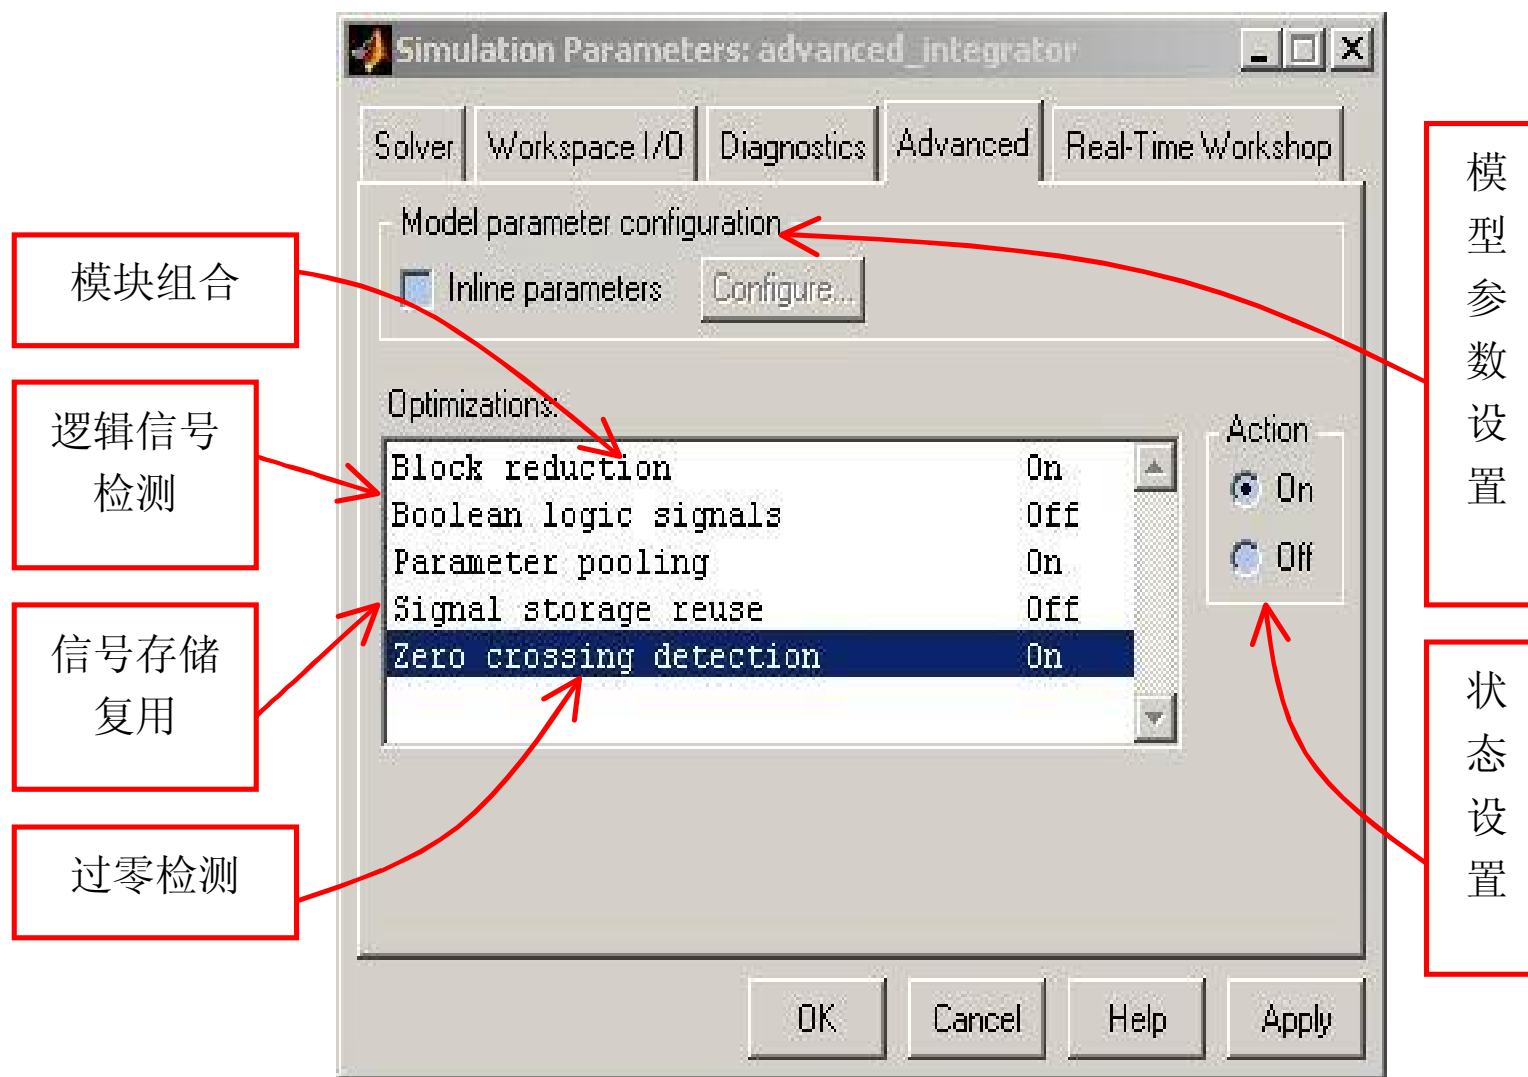 Simulation Parameters: advanced_integrator
Solver Workspace I/O Diagnostics Advanced Real-Time Workshop
Model parameter configuration
Inline parameters Configure...
Optimizations:
Block reduction On
Boolean logic signals Off
Parameter pooling On
Signal storage reuse Off
Zero crossing detection On
Action
On
Off
OK Cancel Help Apply
模块组合
逻辑信号
检测
信号存储
复用
过零检测
模型参数设置
状态设置